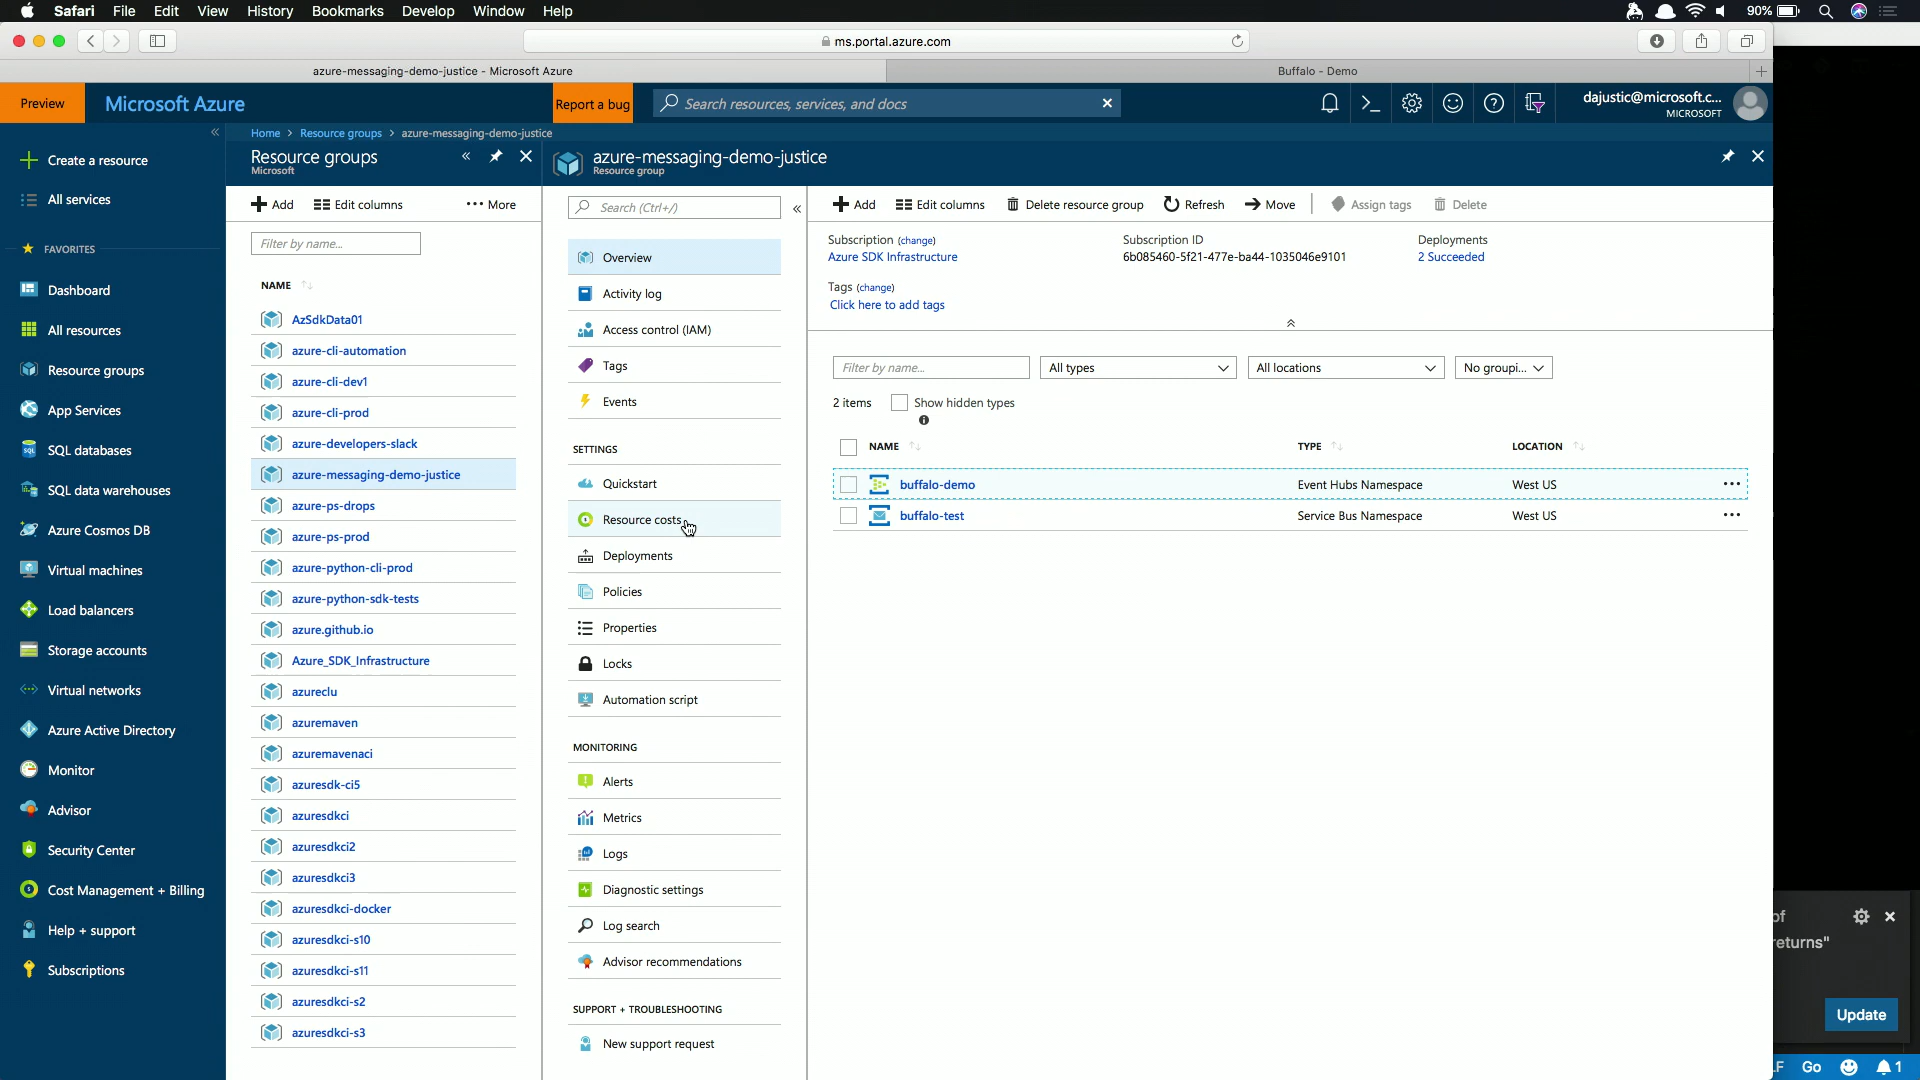 Safari File Edit View History Bookmarks Develop Window Help
90%
ms.portal.azure.com
azure-messaging-demo-justice - Microsoft Azure
Buffalo - Demo
Preview
Microsoft Azure
Report a bug
Search resources, services, and docs
dajustic@microsoft.c...
MICROSOFT
Create a resource
All services
FAVORITES
Dashboard
All resources
Resource groups
App Services
SQL databases
SQL data warehouses
Azure Cosmos DB
Virtual machines
Load balancers
Storage accounts
Virtual networks
Azure Active Directory
Monitor
Advisor
Security Center
Cost Management + Billing
Help + support
Subscriptions
Home > Resource groups > azure-messaging-demo-justice
Resource groups
Microsoft
Add Edit columns More
Filter by name...
NAME
AzSdkData01
azure-cli-automation
azure-cli-dev1
azure-cli-prod
azure-developers-slack
azure-messaging-demo-justice
azure-ps-drops
azure-ps-prod
azure-python-cli-prod
azure-python-sdk-tests
azure.github.io
Azure_SDK_Infrastructure
azureclu
azuremaven
azuremavenaci
azuresdk-ci5
azuresdkci
azuresdkci2
azuresdkci3
azuresdkci-docker
azuresdkci-s10
azuresdkci-s11
azuresdkci-s2
azuresdkci-s3
azure-messaging-demo-justice
Resource group
Search (Ctrl+/)
Overview
Activity log
Access control (IAM)
Tags
Events
SETTINGS
Quickstart
Resource costs
Deployments
Policies
Properties
Locks
Automation script
MONITORING
Alerts
Metrics
Logs
Diagnostic settings
Log search
Advisor recommendations
SUPPORT + TROUBLESHOOTING
New support request
Add Edit columns Delete resource group Refresh Move Assign tags Delete
Subscription (change)
Azure SDK Infrastructure
Subscription ID
6b085460-5f21-477e-ba44-1035046e9101
Deployments
2 Succeeded
Tags (change)
Click here to add tags
Filter by name... All types All locations No groupi...
2 items Show hidden types
NAME TYPE LOCATION
buffalo-demo Event Hubs Namespace West US
buffalo-test Service Bus Namespace West US
of
returns"
Update
LF Go 1